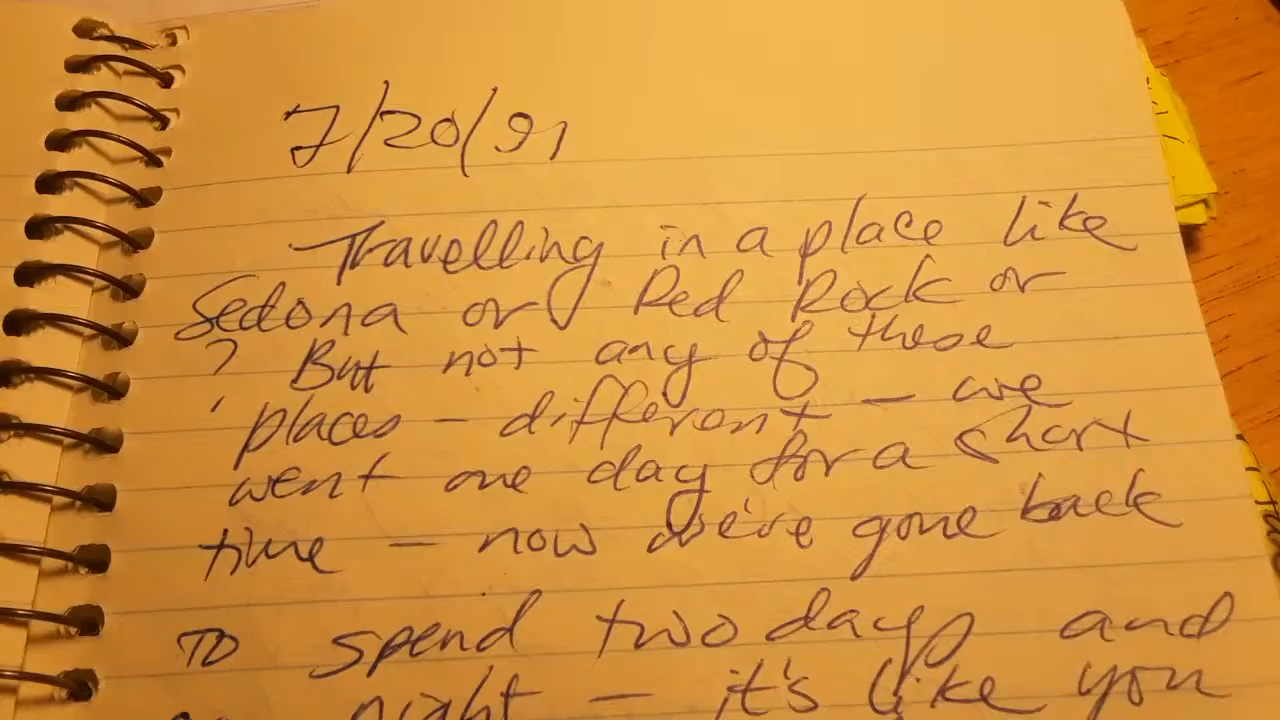 7/20/91
Travelling in a place like
Sedona or Red Rock or
? But not any of these
places – different – we
went one day for a short
time – now we're gone back
To spend two days and
night – it's like you